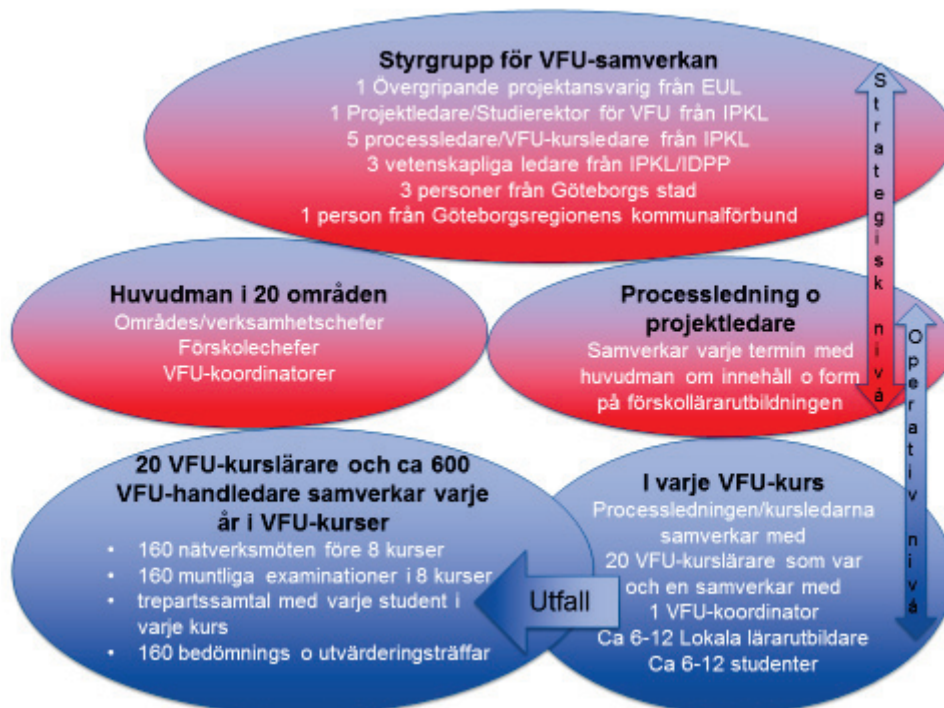 Styrgrupp för VFU-samverkan
1 Övergripande projektansvarig från EUL
1 Projektledare/Studierektor för VFU från IPKL
5 processledare/VFU-kursledare från IPKL
3 vetenskapliga ledare från IPKL/IDPP
3 personer från Göteborgs stad
1 person från Göteborgsregionens kommunalförbund
Strategisk nivå
Huvudman i 20 områden
Områdes/verksamhetschefer
Förskolechefer
VFU-koordinatorer
Processledning o
projektledare
Samverkar varje termin med
huvudman om innehåll o form
på förskollärarutbildningen
Operativ nivå
20 VFU-kurslärare och ca 600
VFU-handledare samverkar varje
år i VFU-kurser
• 160 nätverksmöten före 8 kurser
• 160 muntliga examinationer i 8 kurser
• trepartssamtal med varje student i
varje kurs
• 160 bedömnings o utvärderingsträffar
Utfall
I varje VFU-kurs
Processledningen/kursledarna
samverkar med
20 VFU-kurslärare som var
och en samverkar med
1 VFU-koordinator
Ca 6-12 Lokala lärarutbildare
Ca 6-12 studenter